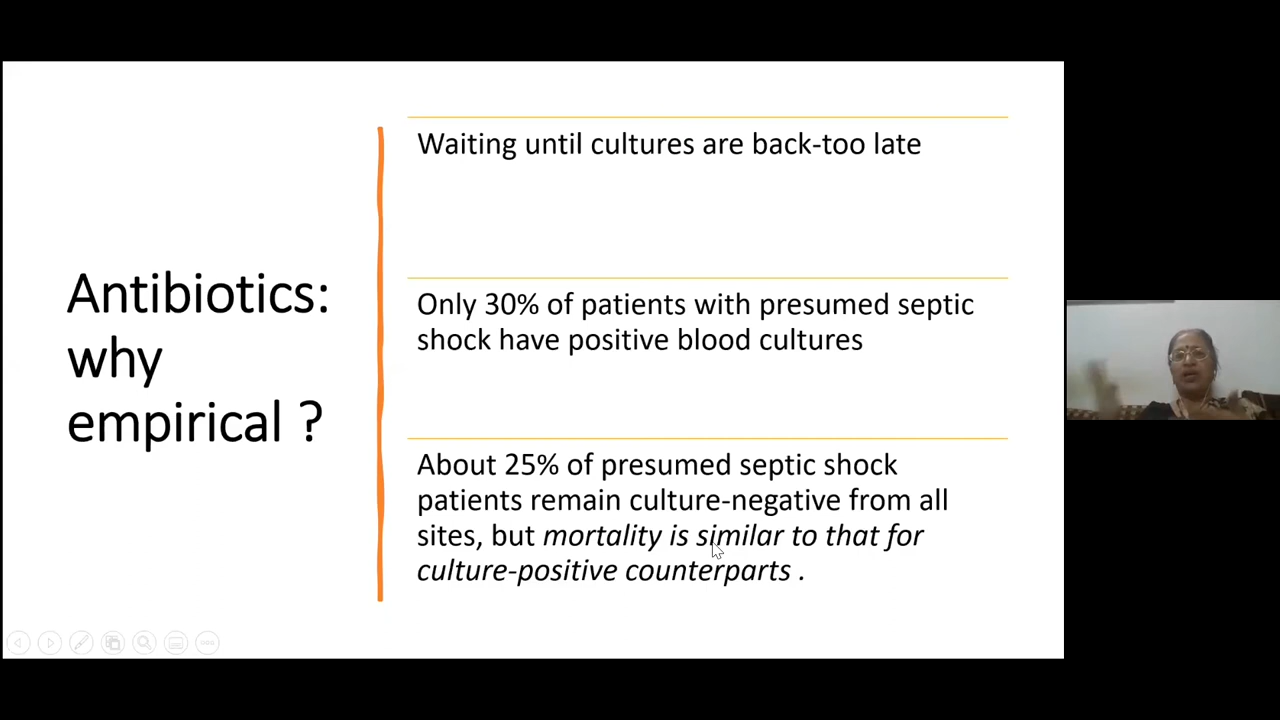 Antibiotics:
why
empirical ?
Waiting until cultures are back-too late
Only 30% of patients with presumed septic
shock have positive blood cultures
About 25% of presumed septic shock
patients remain culture-negative from all
sites, but mortality is similar to that for
culture-positive counterparts .